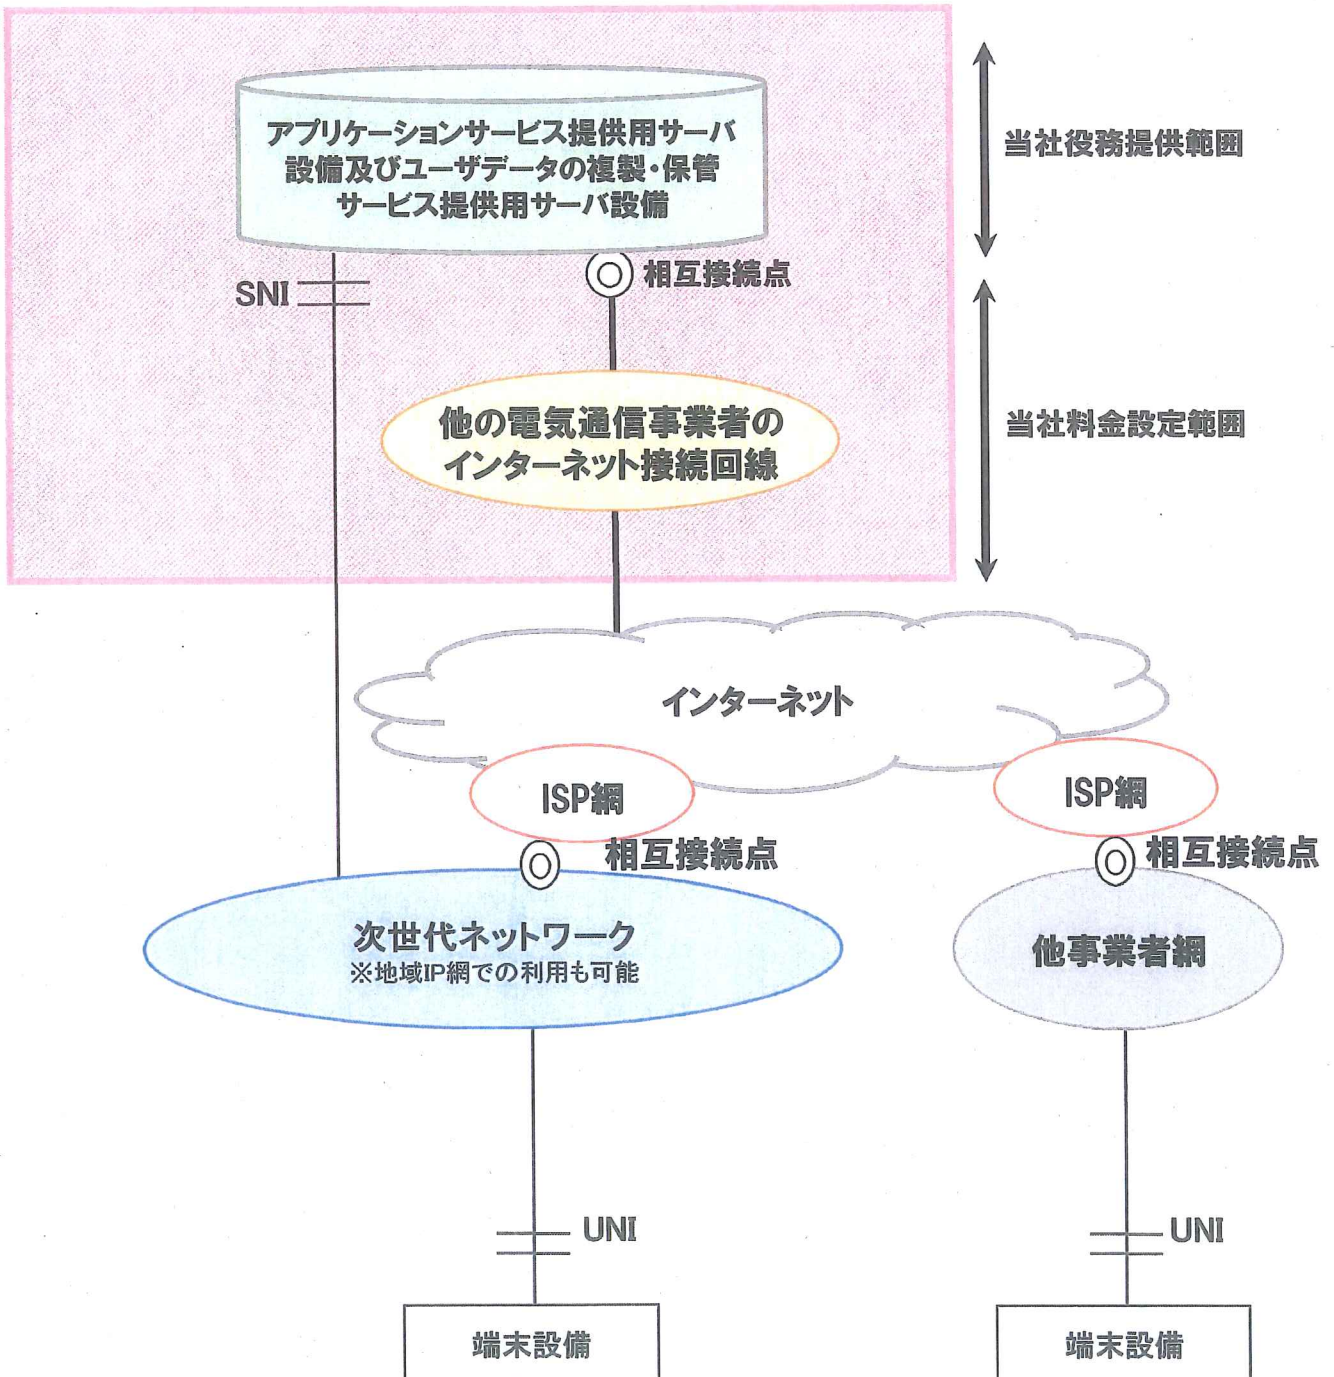 アプリケーションサービス提供用サーバ
設備及びユーザデータの複製・保管
サービス提供用サーバ設備
当社役務提供範囲
SNI
相互接続点
他の電気通信事業者の
インターネット接続回線
当社料金設定範囲
インターネット
ISP網
ISP網
相互接続点
相互接続点
次世代ネットワーク
※地域IP網での利用も可能
他事業者網
UNI
UNI
端末設備
端末設備